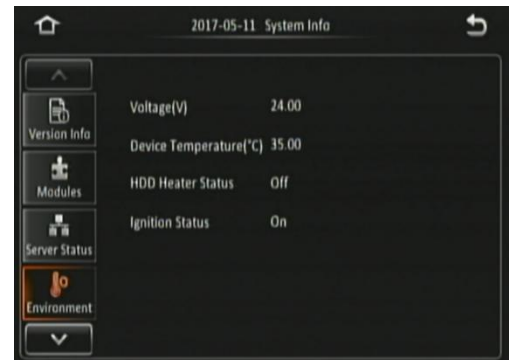 2017-05-11 System Info
Version Info
Modules
Server Status
Environment
Voltage(V) 24.00
Device Temperature(°C) 35.00
HDD Heater Status Off
Ignition Status On